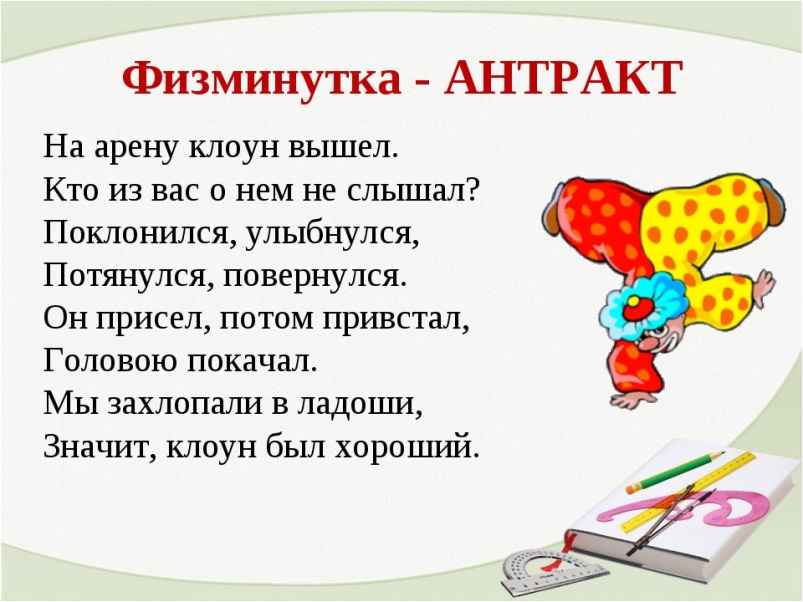 Физминутка - АНТРАКТ
На арену клоун вышел.
Кто из вас о нем не слышал?
Поклонился, улыбнулся,
Потянулся, повернулся.
Он присел, потом привстал,
Головою покачал.
Мы захлопали в ладоши,
Значит, клоун был хороший.